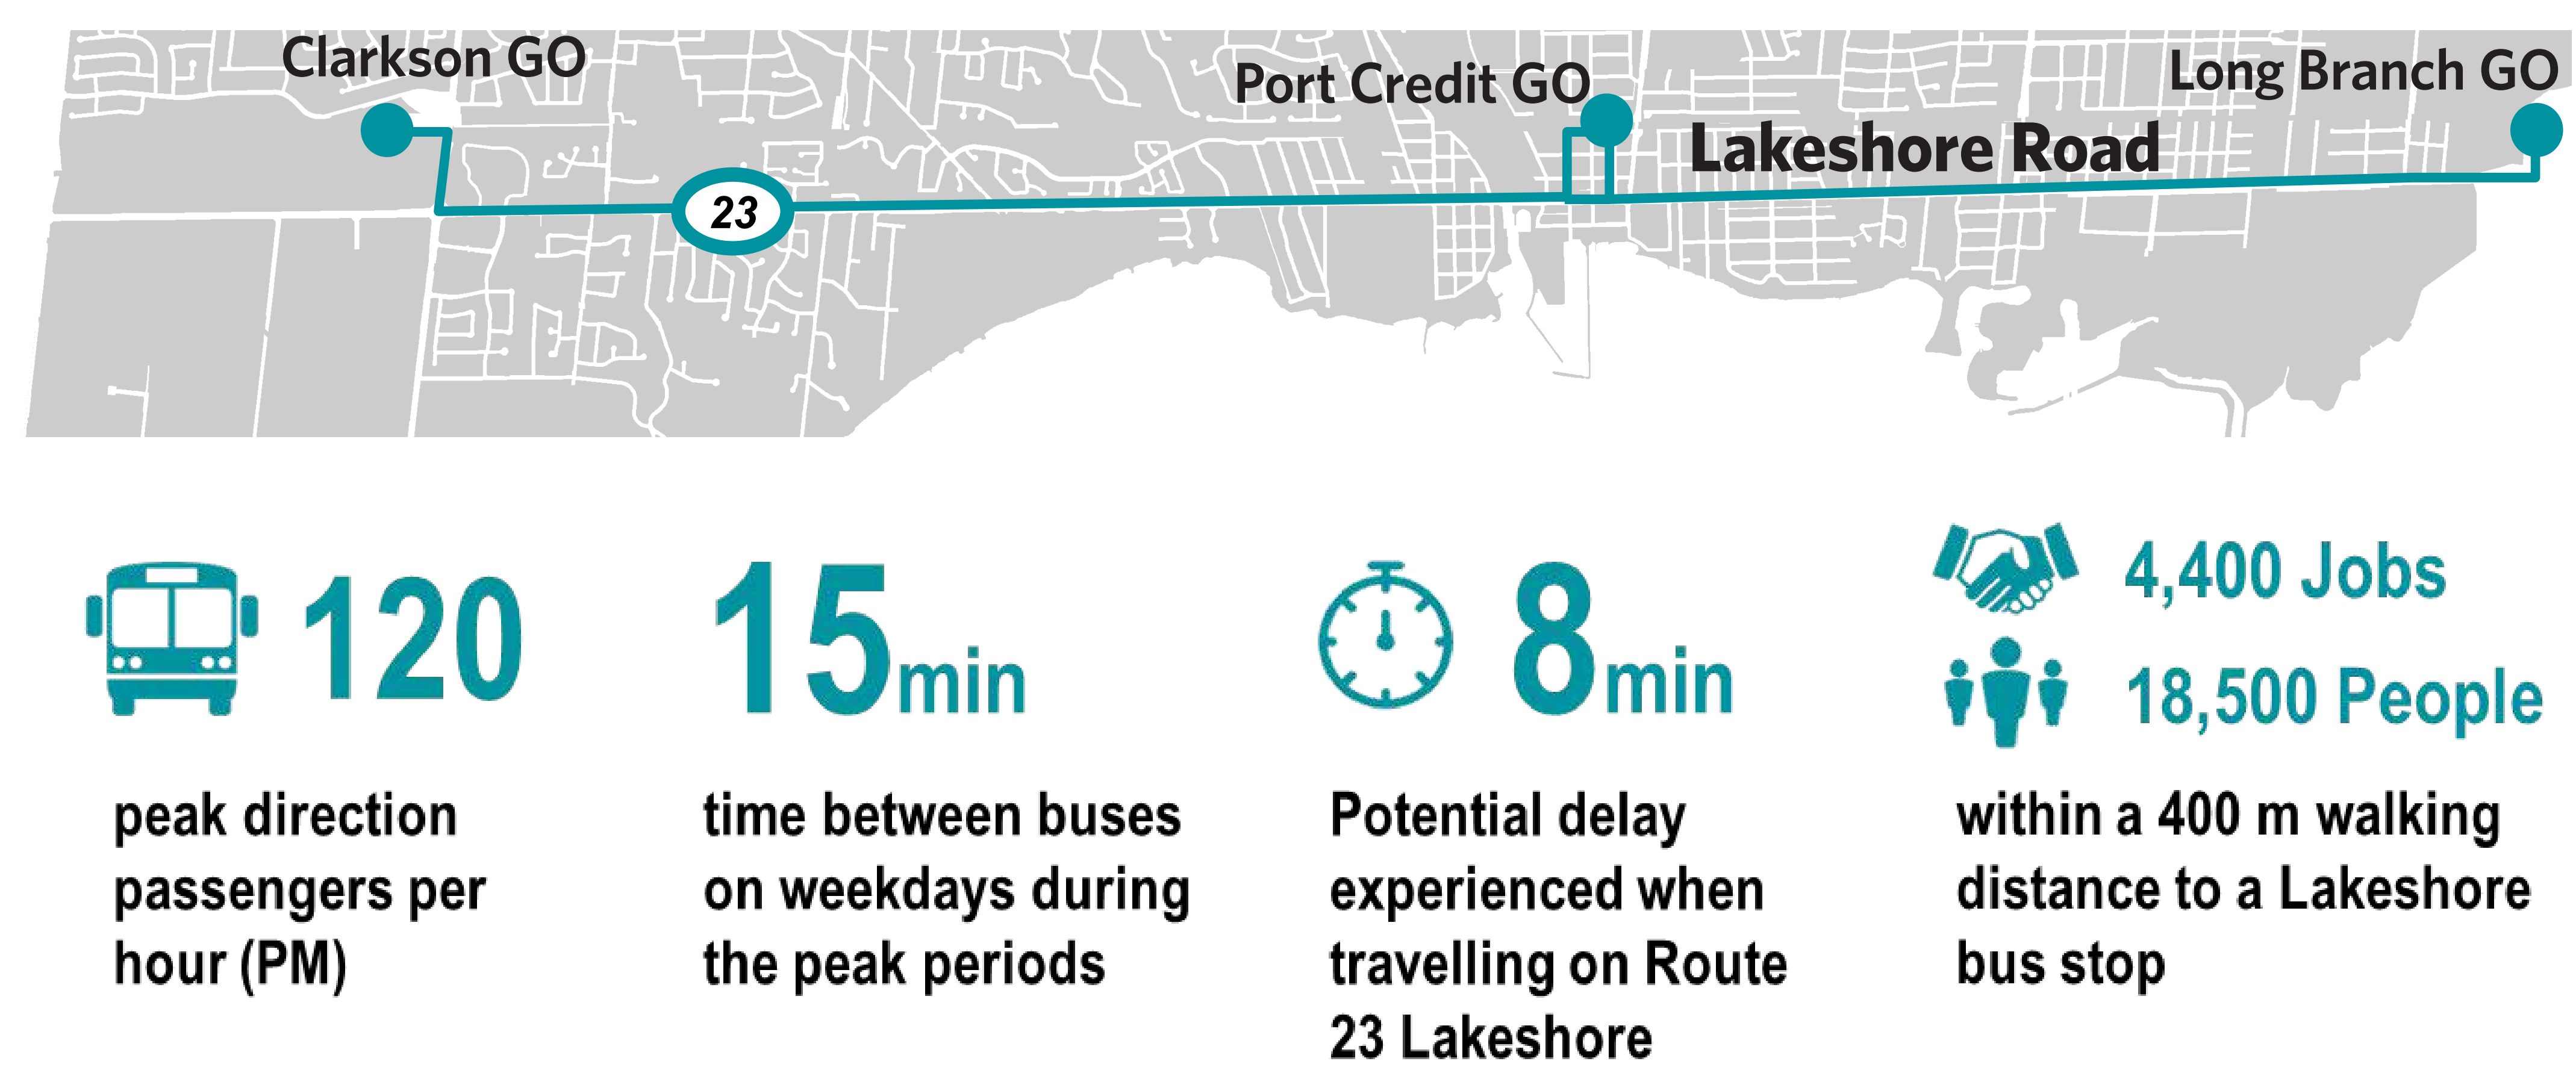 Clarkson GO
Port Credit GO
Long Branch GO
Lakeshore Road
23
120
peak direction
passengers per
hour (PM)
15min
time between buses
on weekdays during
the peak periods
8min
Potential delay
experienced when
travelling on Route
23 Lakeshore
4,400 Jobs
18,500 People
within a 400 m walking
distance to a Lakeshore
bus stop